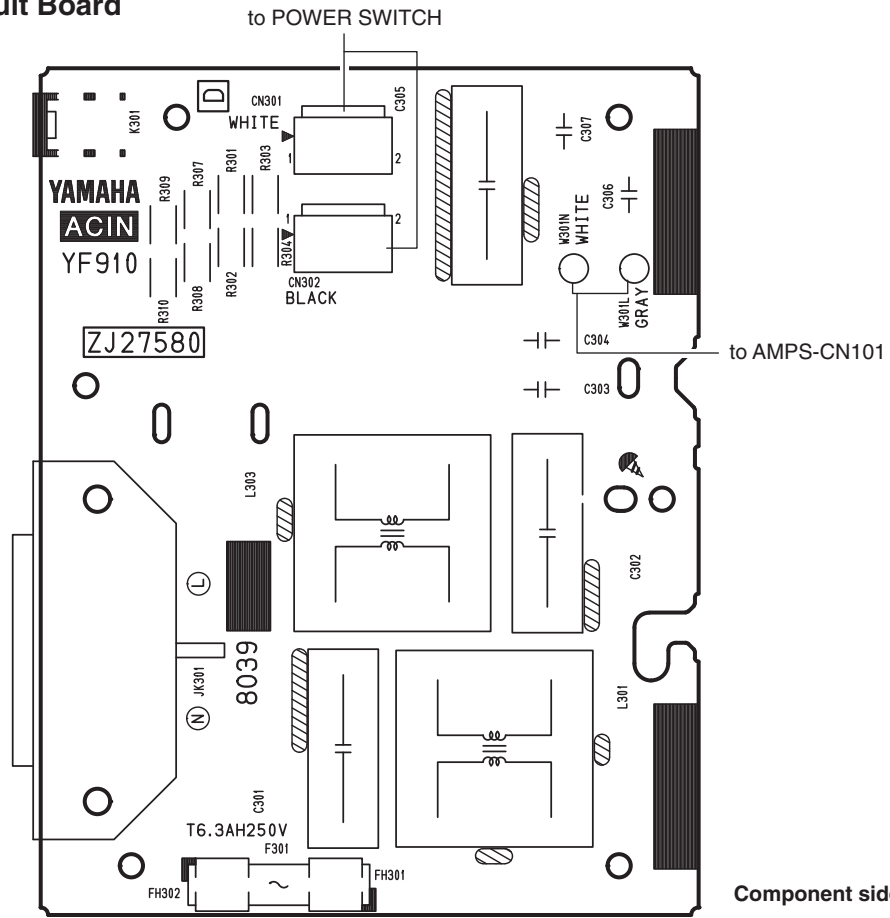 uit Board
to POWER SWITCH
D
CN301
WHITE
C305
K301
1
2
C307
R309
R307
R301
R303
YAMAHA
ACIN
YF910
C306
W301N
WHITE
1
2
R304
R310
R308
R302
CN302
BLACK
W301L
GRAY
ZJ27580
C304
to AMPS-CN101
C303
L303
C302
L
8039
JK301
N
L301
C301
T6.3AH250V
F301
FH302
FH301
Component side